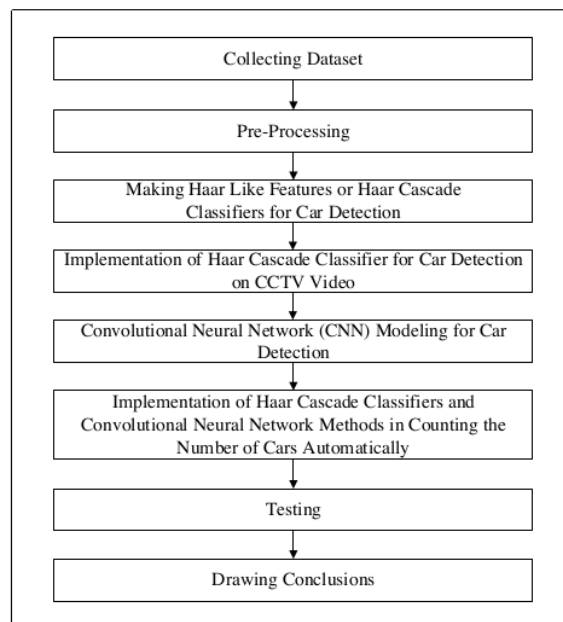 Collecting Dataset
Pre-Processing
Making Haar Like Features or Haar Cascade
Classifiers for Car Detection
Implementation of Haar Cascade Classifier for Car Detection
on CCTV Video
Convolutional Neural Network (CNN) Modeling for Car
Detection
Implementation of Haar Cascade Classifiers and
Convolutional Neural Network Methods in Counting the
Number of Cars Automatically
Testing
Drawing Conclusions